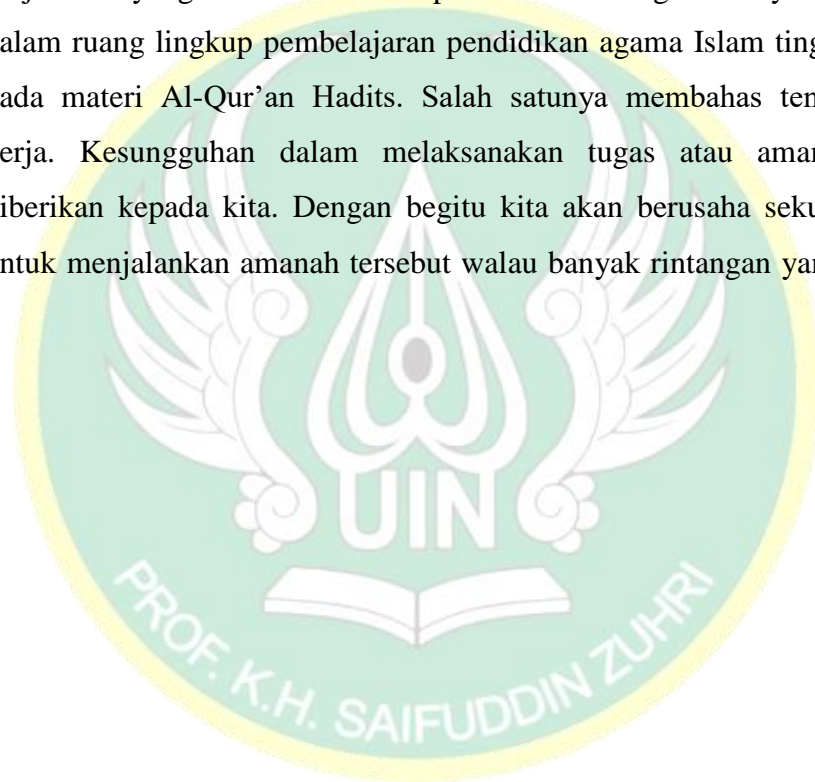 alam ruang lingkup pembelajaran pendidikan agama Islam ting
ada materi Al-Qur’an Hadits. Salah satunya membahas ten
erja. Kesungguhan dalam melaksanakan tugas atau aman
iberikan kepada kita. Dengan begitu kita akan berusaha seku
ntuk menjalankan amanah tersebut walau banyak rintangan yan
UIN
PROF. K.H. SAIFUDDIN ZUHRI